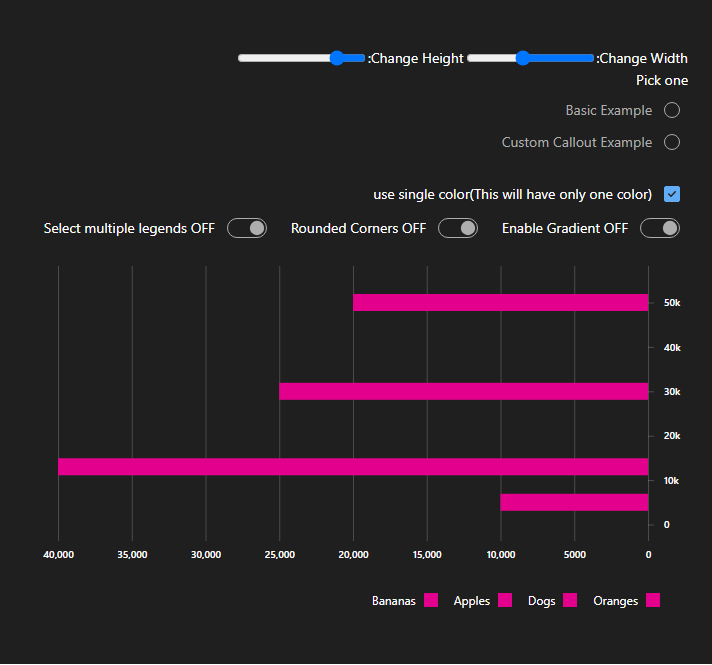 :Change Height :Change Width
Pick one
Basic Example
Custom Callout Example
use single color(This will have only one color)
Select multiple legends OFF Rounded Corners OFF Enable Gradient OFF
50k
40k
30k
20k
10k
0
40,000 35,000 30,000 25,000 20,000 15,000 10,000 5000 0
Bananas Apples Dogs Oranges